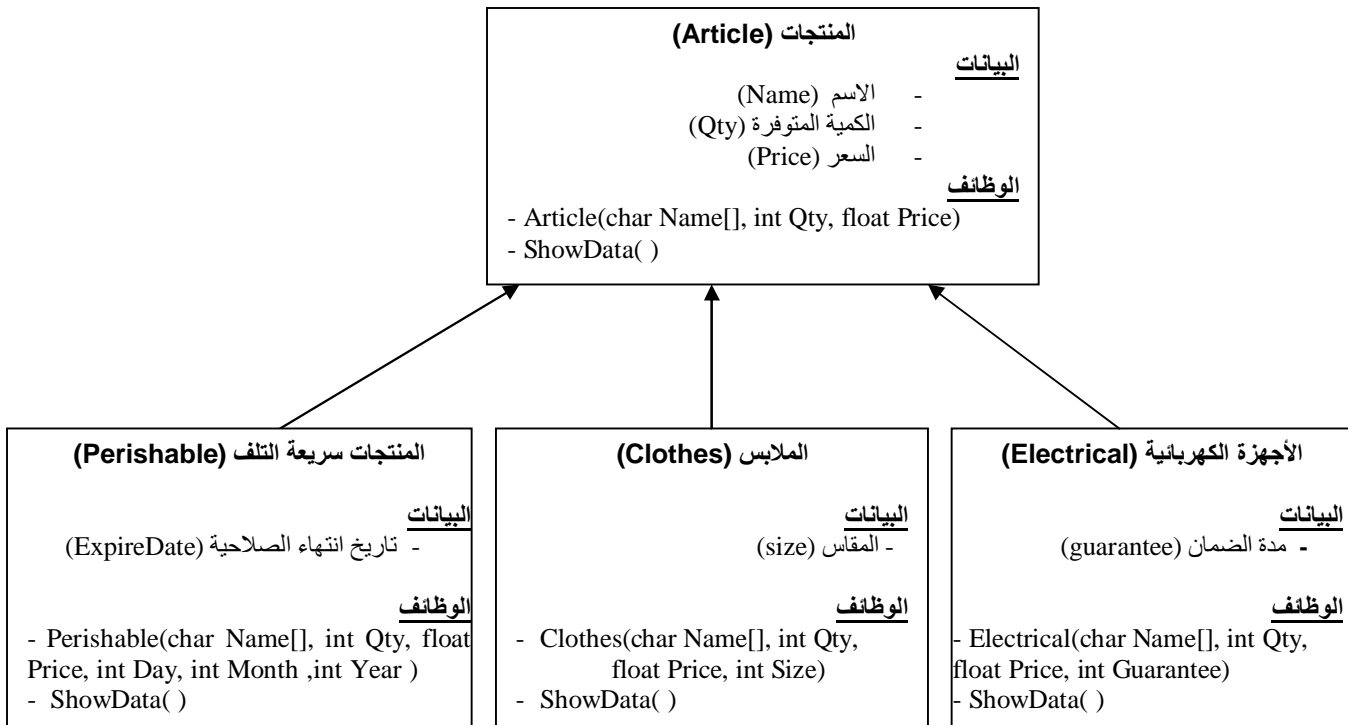 المنتجات (Article)
البيانات
- الاسم (Name)
- الكمية المتوفرة (Qty)
- السعر (Price)
الوظائف
- Article(char Name[], int Qty, float Price)
- ShowData( )
المنتجات سريعة التلف (Perishable)
البيانات
- تاريخ انتهاء الصلاحية (ExpireDate)
الوظائف
- Perishable(char Name[], int Qty, float
Price, int Day, int Month ,int Year )
- ShowData( )
الملابس (Clothes)
البيانات
- المقاس (size)
الوظائف
- Clothes(char Name[], int Qty,
float Price, int Size)
- ShowData( )
الأجهزة الكهربائية (Electrical)
البيانات
- مدة الضمان (guarantee)
الوظائف
- Electrical(char Name[], int Qty,
float Price, int Guarantee)
- ShowData( )